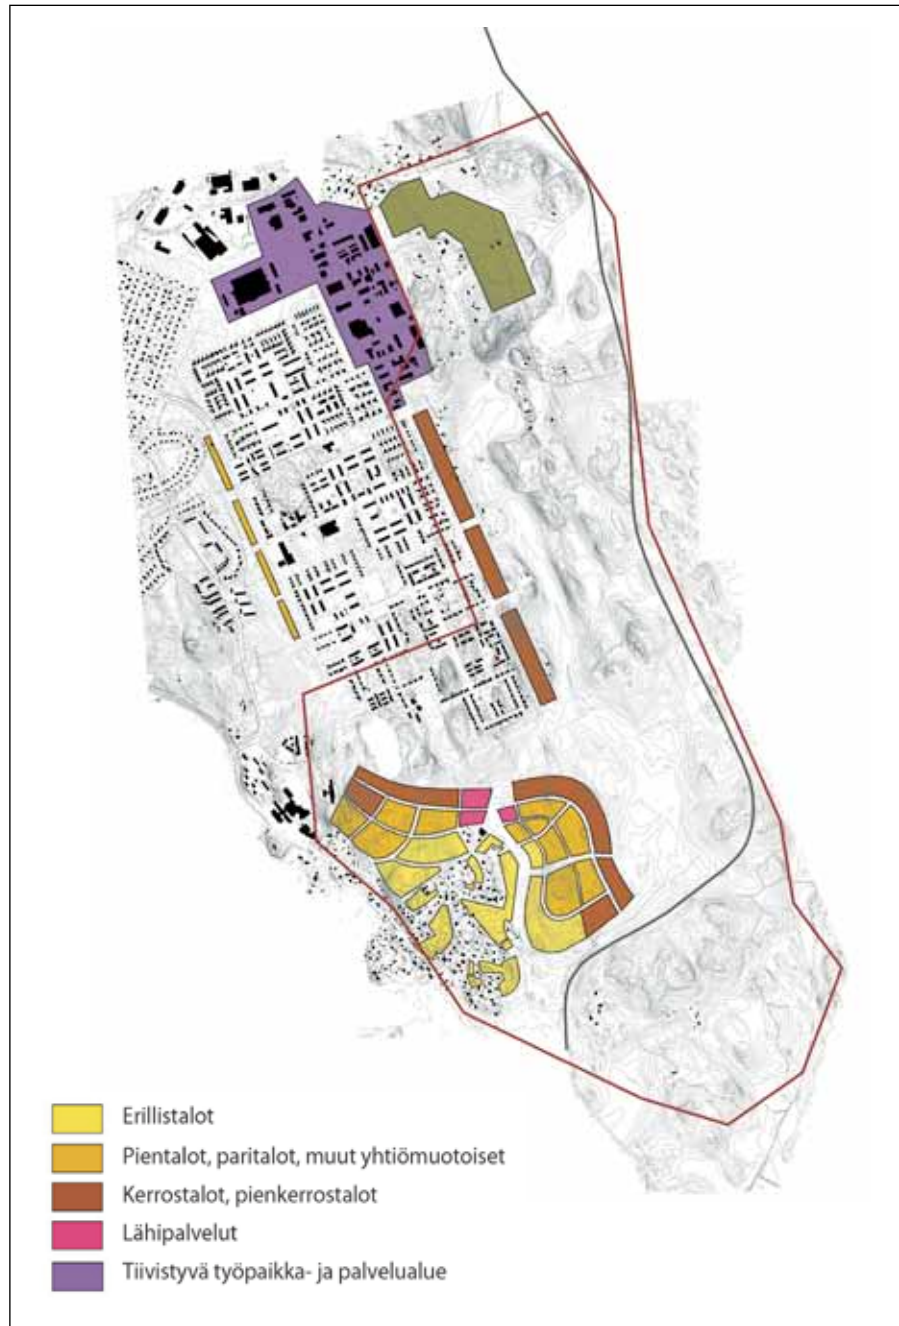 Erillistalot
Pientalot, paritalot, muut yhtiömuotoiset
Kerrostalot, pienkerrostalot
Lähipalvelut
Tiivistyvä työpaikka- ja palvelualue